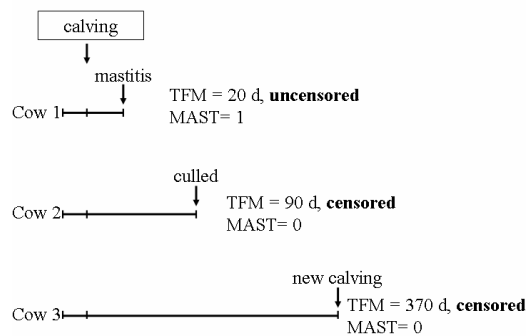 calving
mastitis
TFM = 20 d, uncensored
Cow 1
MAST= 1
culled
TFM = 90 d, censored
Cow 2
MAST= 0
new calving
TFM = 370 d, censored
Cow 3
MAST= 0